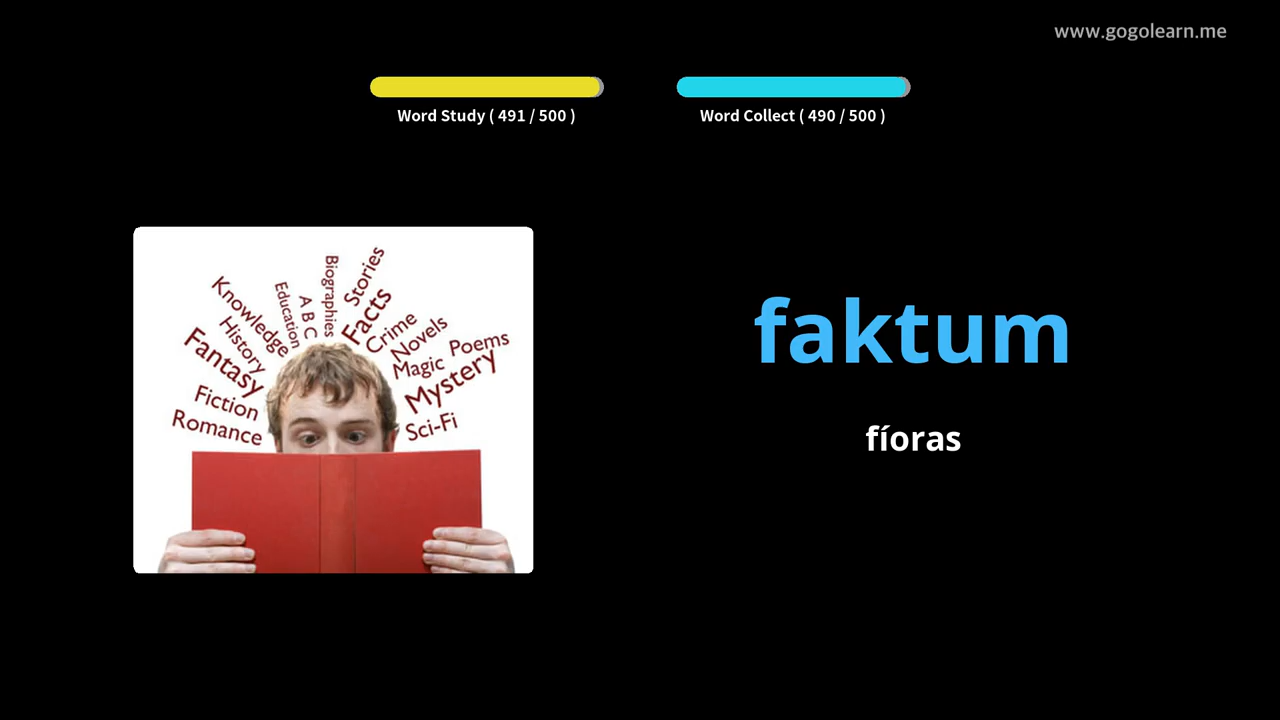 www.gogolearn.me
Word Study ( 491 / 500 )
Word Collect ( 490 / 500 )
Knowledge
Education
A B C
Biographies
Stories
Facts
History
Crime
Novels
Fantasy
Magic
Poems
Fiction
Mystery
Romance
Sci-Fi
faktum
fíoras